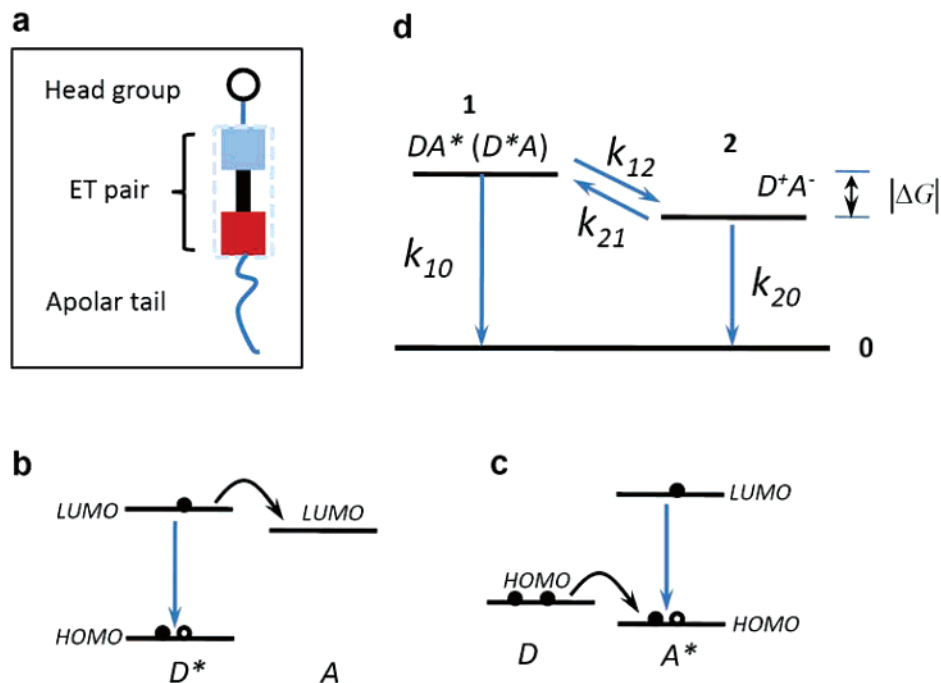 a
Head group
ET pair
Apolar tail
d
1
DA* (D*A)
k12
k21
2
D⁺A⁻
|ΔG|
k10
k20
0
b
LUMO
LUMO
HOMO
D*
A
c
LUMO
HOMO
HOMO
D
A*